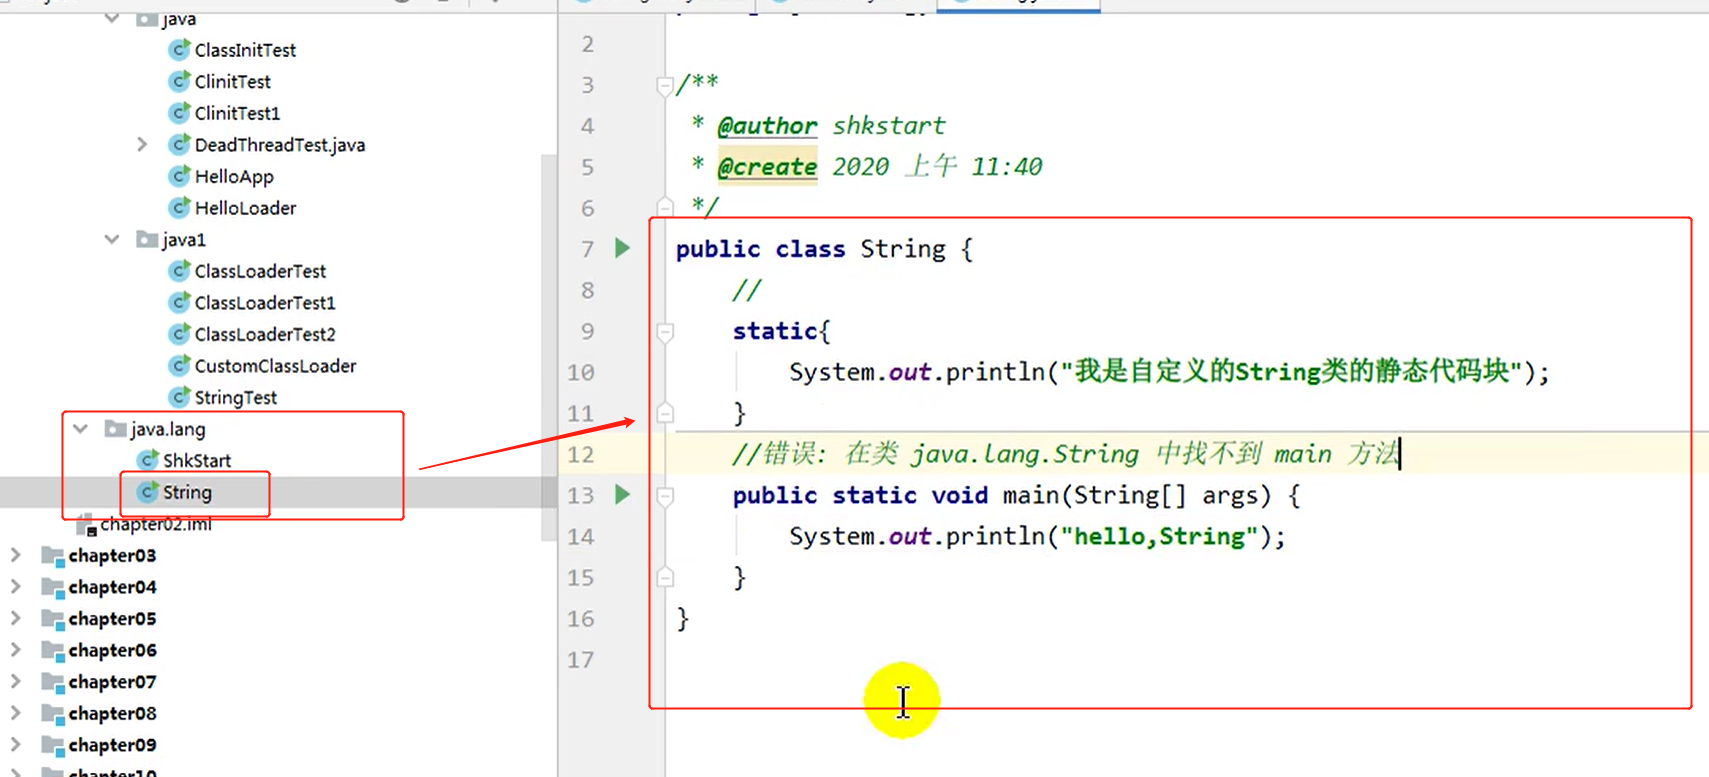 java
ClassInitTest
ClinitTest
ClinitTest1
DeadThreadTest.java
HelloApp
HelloLoader
java1
ClassLoaderTest
ClassLoaderTest1
ClassLoaderTest2
CustomClassLoader
StringTest
java.lang
ShkStart
String
chapter02.iml
chapter03
chapter04
chapter05
chapter06
chapter07
chapter08
chapter09
chapter10
2
3 /**
4 * @author shkstart
5 * @create 2020 上午 11:40
6 */
7 public class String {
8 //
9 static{
10 System.out.println("我是自定义的String类的静态代码块");
11 }
12 //错误: 在类 java.lang.String 中找不到 main 方法
13 public static void main(String[] args) {
14 System.out.println("hello,String");
15 }
16 }
17